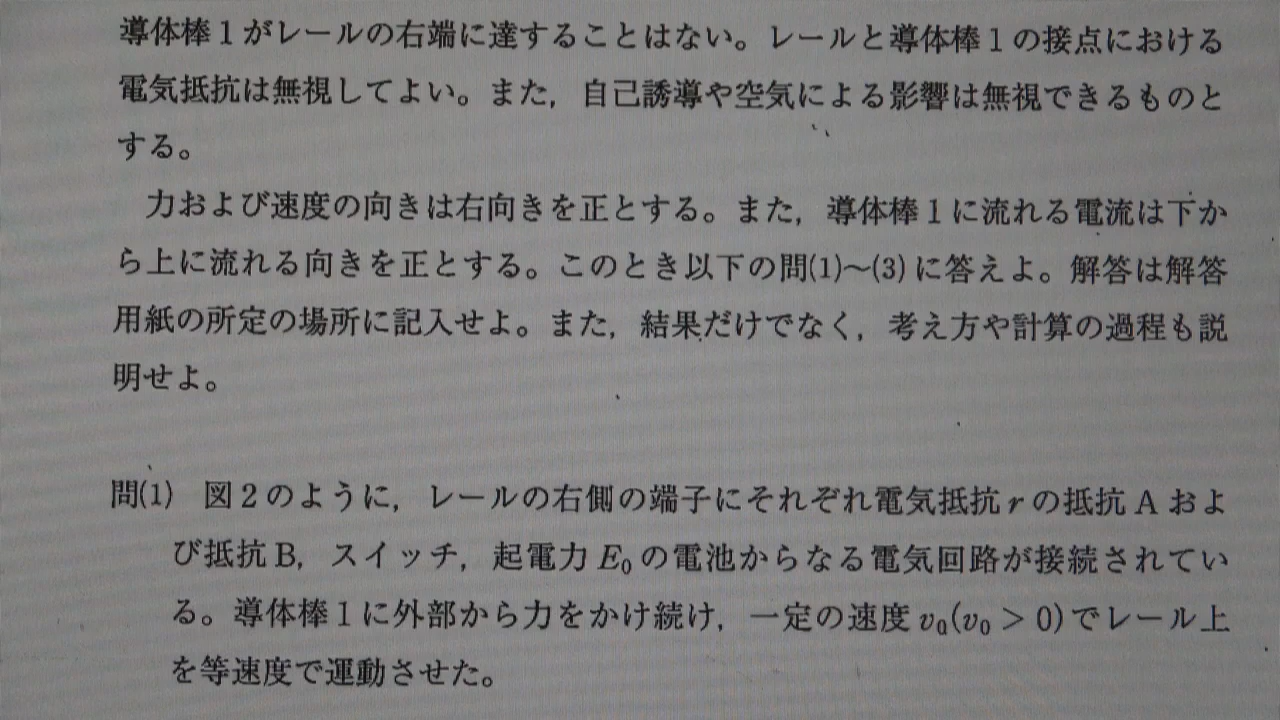 導体棒1がレールの右端に達することはない。レールと導体棒1の接点における
電気抵抗は無視してよい。また，自己誘導や空気による影響は無視できるものと
する。
力および速度の向きは右向きを正とする。また，導体棒1に流れる電流は下か
ら上に流れる向きを正とする。このとき以下の問(1)〜(3)に答えよ。解答は解答
用紙の所定の場所に記入せよ。また，結果だけでなく，考え方や計算の過程も説
明せよ。
問(1) 図2のように，レールの右側の端子にそれぞれ電気抵抗 r の抵抗 A およ
び抵抗 B，スイッチ，起電力 E₀ の電池からなる電気回路が接続されてい
る。導体棒1に外部から力をかけ続け，一定の速度 v₀(v₀ > 0)でレール上
を等速度で運動させた。